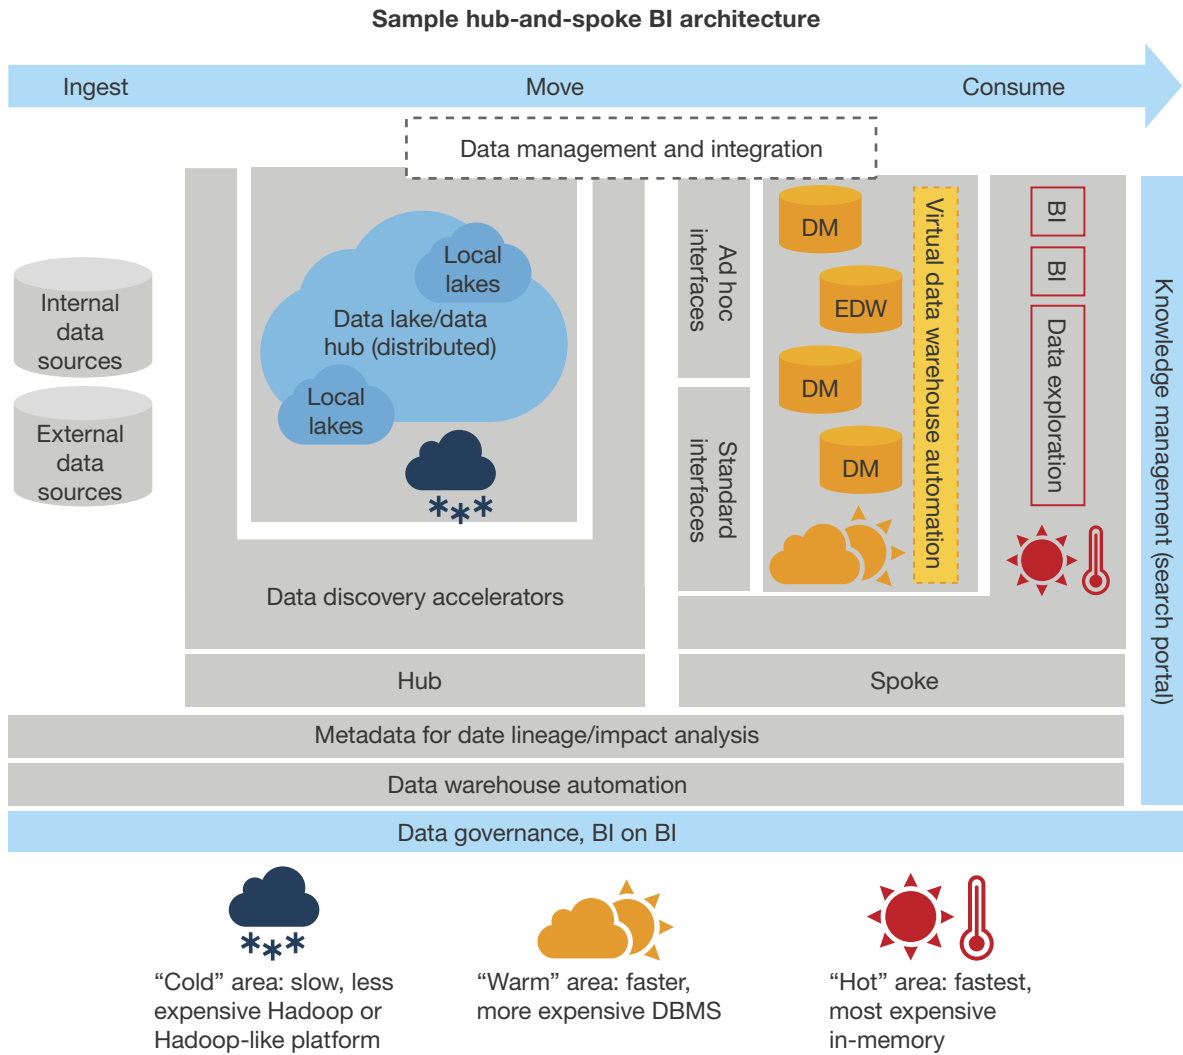 Sample hub-and-spoke BI architecture
Ingest
Move
Consume
Data management and integration
Internal
data
sources
External
data
sources
Local
lakes
Data lake/data
hub (distributed)
Local
lakes
Data discovery accelerators
Hub
Ad hoc
interfaces
Standard
interfaces
DM
EDW
DM
DM
Virtual data warehouse automation
BI
BI
Data exploration
Spoke
Knowledge management (search portal)
Metadata for date lineage/impact analysis
Data warehouse automation
Data governance, BI on BI
“Cold” area: slow, less
expensive Hadoop or
Hadoop-like platform
“Warm” area: faster,
more expensive DBMS
“Hot” area: fastest,
most expensive
in-memory